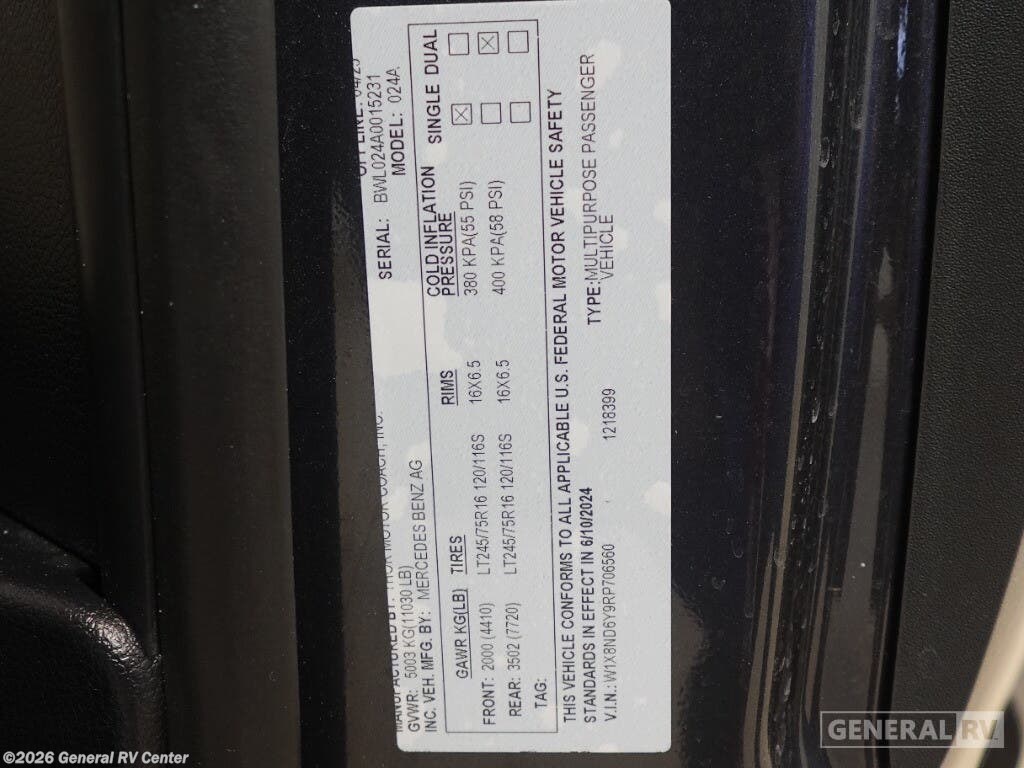 MANUFACTURED BY: THOR MOTOR COACH, INC.
GVWR: 5003 KG(11030 LB) SERIAL: BWL024A0015231
INC. VEH. MFG. BY: MERCEDES BENZ AG MODEL: 024A
GAWR KG(LB) TIRES RIMS COLD INFLATION PRESSURE SINGLE DUAL
FRONT: 2000 (4410) LT245/75R16 120/116S 16X6.5 380 KPA(55 PSI) ☒ ☐
REAR: 3502 (7720) LT245/75R16 120/116S 16X6.5 400 KPA(58 PSI) ☐ ☒
TAG: ☐ ☐
THIS VEHICLE CONFORMS TO ALL APPLICABLE U.S. FEDERAL MOTOR VEHICLE SAFETY
STANDARDS IN EFFECT IN 6/10/2024 TYPE:MULTIPURPOSE PASSENGER
VEHICLE
V.I.N.: W1X8ND6Y9RP706560 1218399
GENERAL RV
©2026 General RV Center